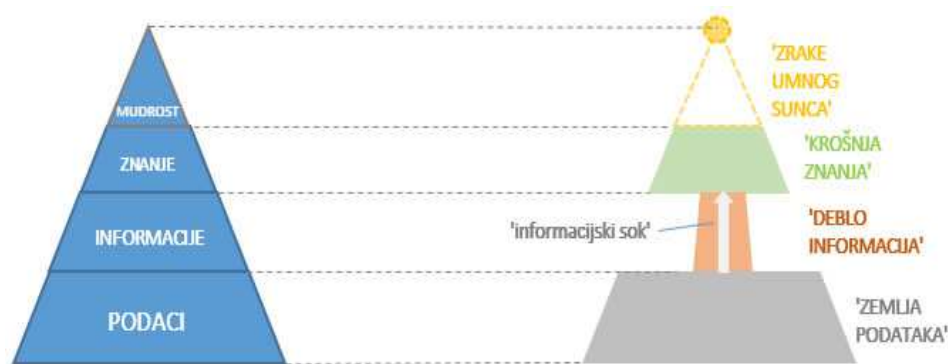 MUDROST
ZNANJE
INFORMACIJE
PODACI
'informacijski sok'
'ZRAKE
UMNOG
SUNCA'
'KROŠNJA
ZNANJA'
'DEBLO
INFORMACIJA'
'ZEMLJA
PODATAKA'